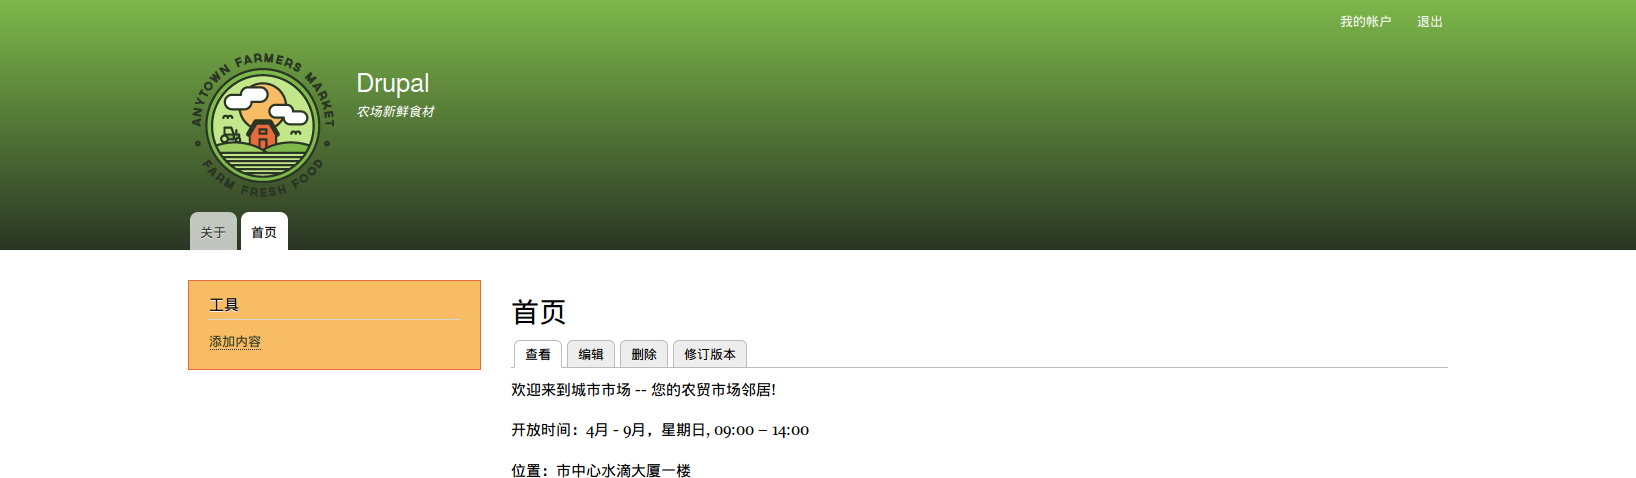 我的帐户 退出
ANYTOWN FARMERS MARKET
FARM FRESH FOOD
Drupal
农场新鲜食材
关于 首页
工具
添加内容
首页
查看 编辑 删除 修订版本
欢迎来到城市市场 -- 您的农贸市场邻居!
开放时间：4月 - 9月，星期日, 09:00 – 14:00
位置：市中心水滴大厦一楼